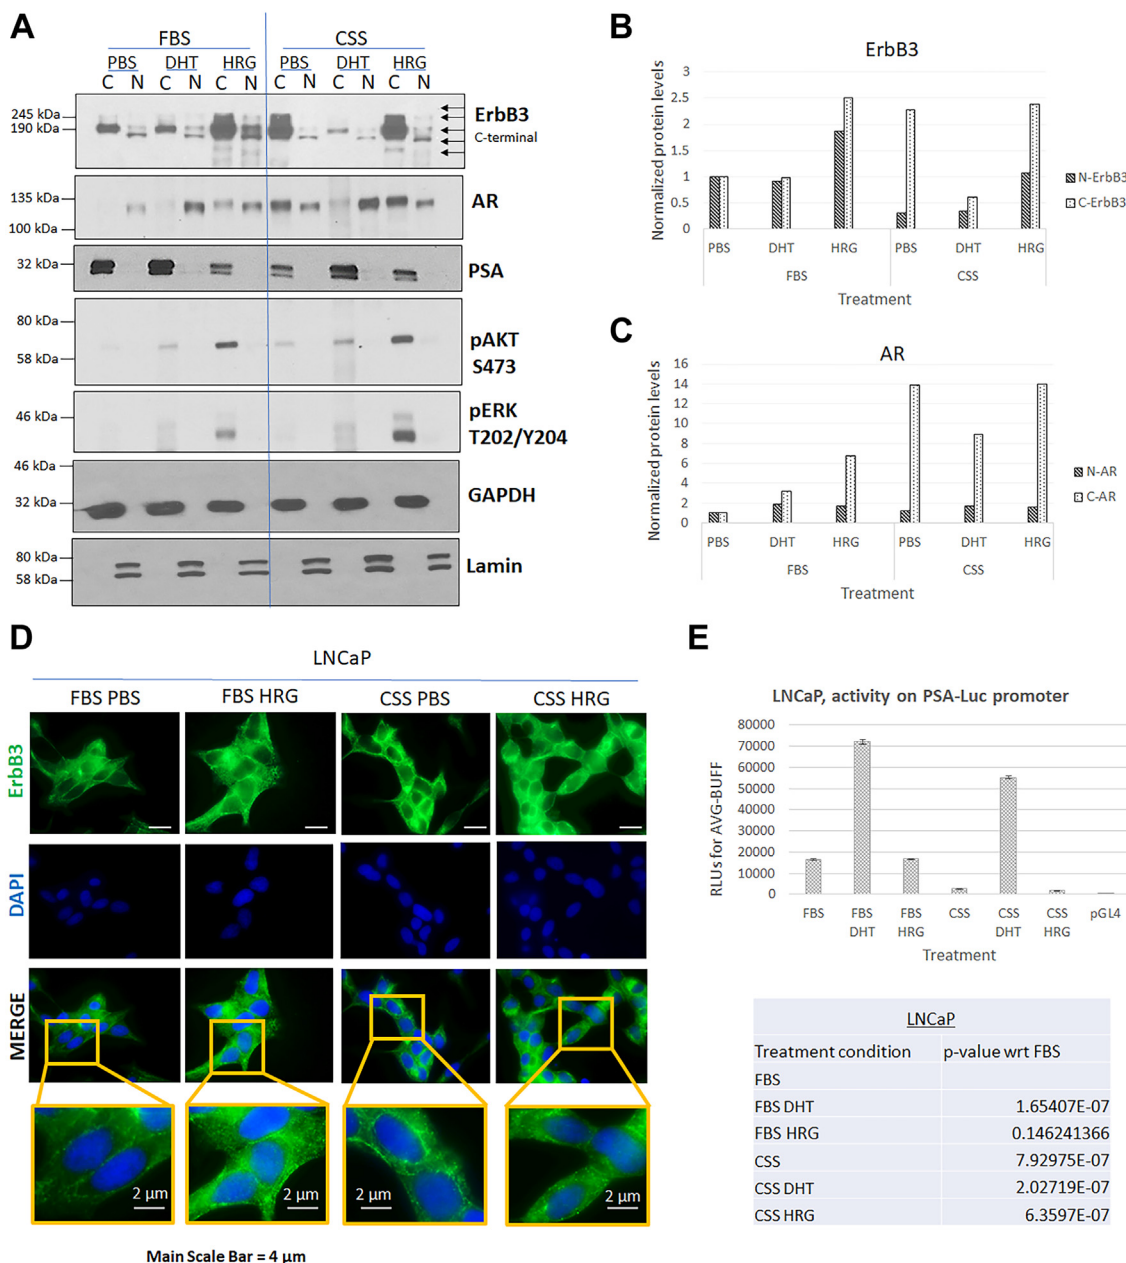 A
FBS CSS
PBS DHT HRG PBS DHT HRG
C N C N C N C N C N C N
245 kDa
190 kDa
ErbB3
C-terminal
135 kDa
100 kDa
AR
32 kDa
PSA
80 kDa
58 kDa
pAKT
S473
46 kDa
pERK
T202/Y204
46 kDa
32 kDa
GAPDH
80 kDa
58 kDa
Lamin
B
ErbB3
Normalized protein levels
3
2.5
2
1.5
1
0.5
0
PBS DHT HRG PBS DHT HRG
FBS CSS
Treatment
N-ErbB3
C-ErbB3
C
AR
Normalized protein levels
16
14
12
10
8
6
4
2
0
PBS DHT HRG PBS DHT HRG
FBS CSS
Treatment
N-AR
C-AR
D
LNCaP
FBS PBS FBS HRG CSS PBS CSS HRG
ErbB3
DAPI
MERGE
2 µm 2 µm 2 µm 2 µm
Main Scale Bar = 4 µm
E
LNCaP, activity on PSA-Luc promoter
RLUs for AVG-BUFF
80000
70000
60000
50000
40000
30000
20000
10000
0
FBS FBS DHT FBS HRG CSS CSS DHT CSS HRG pGL4
Treatment
LNCaP
Treatment condition p-value wrt FBS
FBS
FBS DHT 1.65407E-07
FBS HRG 0.146241366
CSS 7.92975E-07
CSS DHT 2.02719E-07
CSS HRG 6.3597E-07